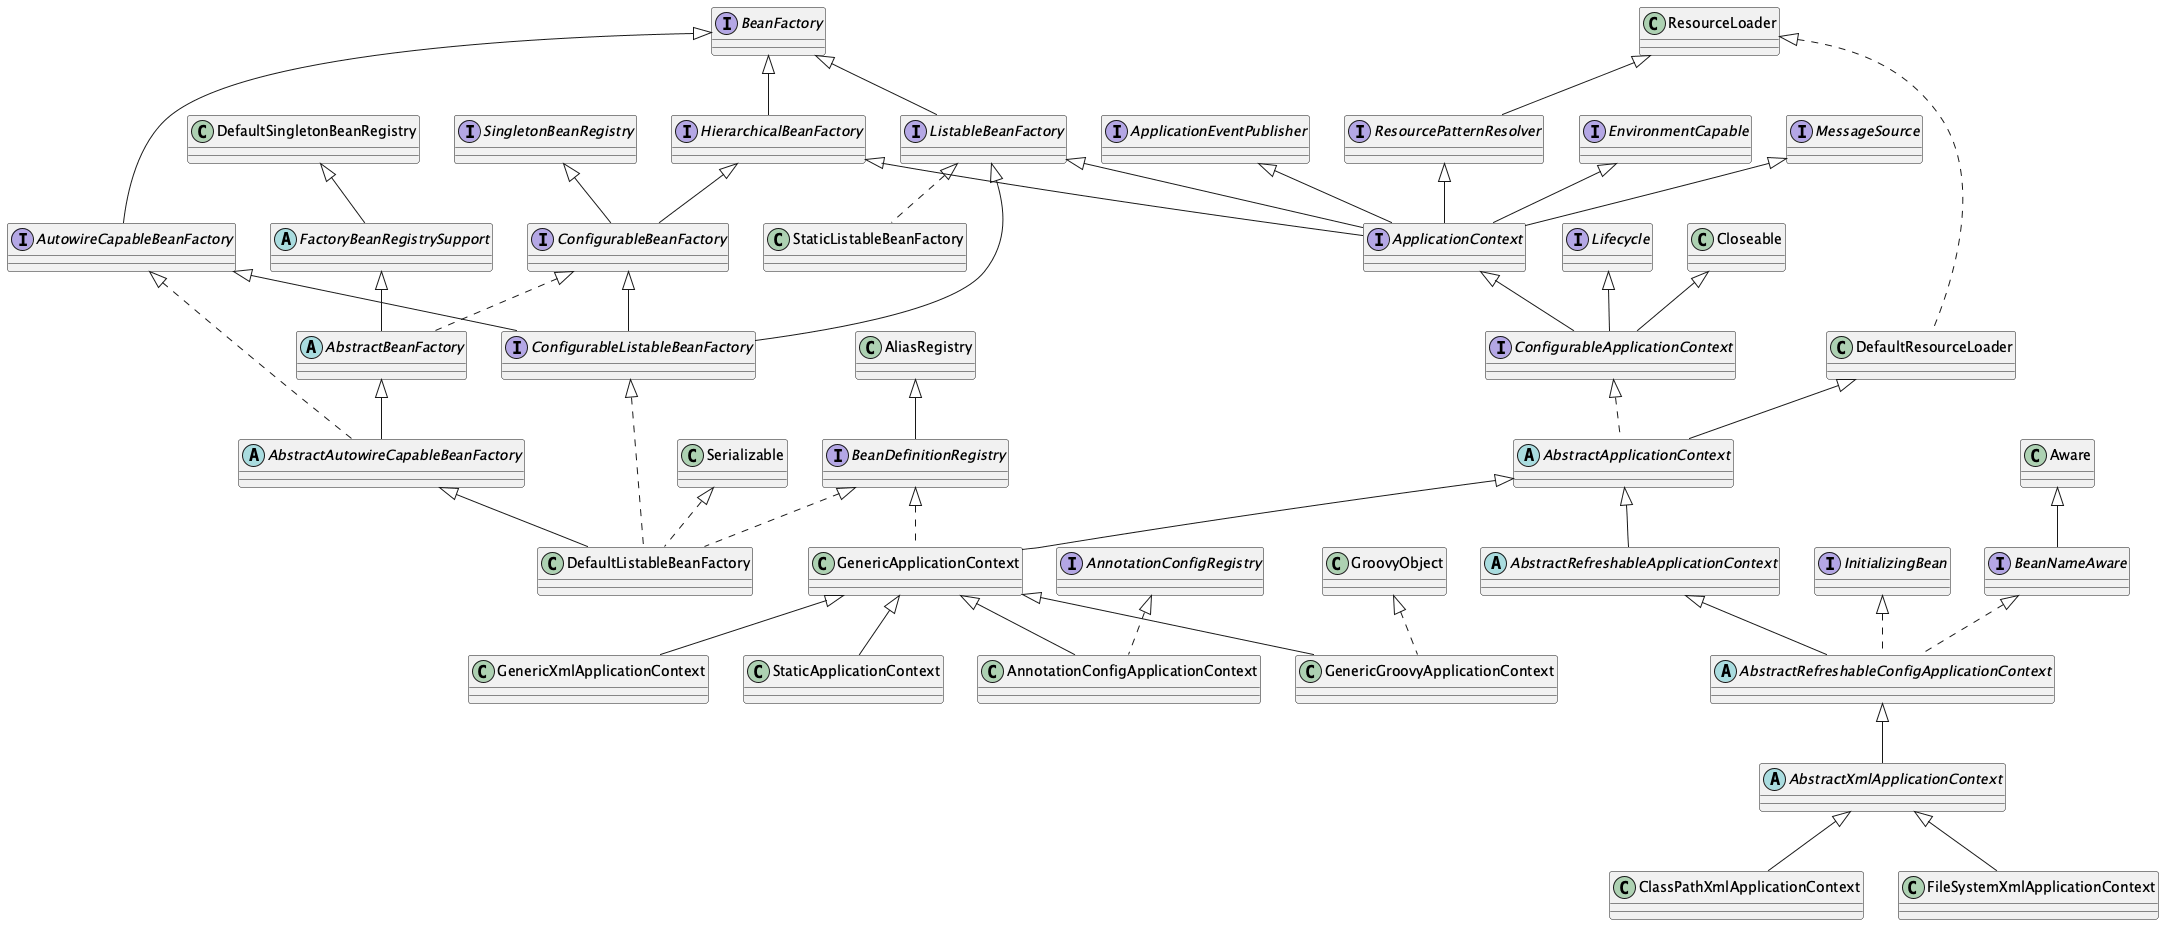 I BeanFactory
C ResourceLoader
C DefaultSingletonBeanRegistry
I SingletonBeanRegistry
I HierarchicalBeanFactory
I ListableBeanFactory
I ApplicationEventPublisher
I ResourcePatternResolver
I EnvironmentCapable
I MessageSource
I AutowireCapableBeanFactory
A FactoryBeanRegistrySupport
I ConfigurableBeanFactory
C StaticListableBeanFactory
I ApplicationContext
I Lifecycle
C Closeable
A AbstractBeanFactory
I ConfigurableListableBeanFactory
C AliasRegistry
I ConfigurableApplicationContext
C DefaultResourceLoader
A AbstractAutowireCapableBeanFactory
C Serializable
I BeanDefinitionRegistry
A AbstractApplicationContext
C Aware
C DefaultListableBeanFactory
C GenericApplicationContext
I AnnotationConfigRegistry
C GroovyObject
A AbstractRefreshableApplicationContext
I InitializingBean
I BeanNameAware
C GenericXmlApplicationContext
C StaticApplicationContext
C AnnotationConfigApplicationContext
C GenericGroovyApplicationContext
A AbstractRefreshableConfigApplicationContext
A AbstractXmlApplicationContext
C ClassPathXmlApplicationContext
C FileSystemXmlApplicationContext